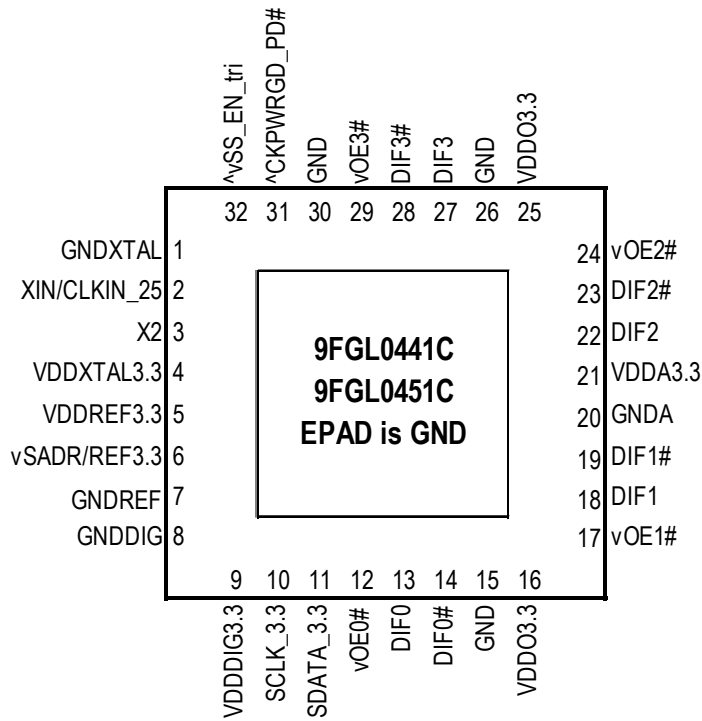 ^vSS_EN_tri
^CKPWRGD_PD#
GND
vOE3#
DIF3#
DIF3
GND
VDDO3.3
32 31 30 29 28 27 26 25
GNDXTAL 1
XIN/CLKIN_25 2
X2 3
VDDXTAL3.3 4
VDDREF3.3 5
vSADR/REF3.3 6
GNDREF 7
GNDDIG 8
9FGL0441C
9FGL0451C
EPAD is GND
24 vOE2#
23 DIF2#
22 DIF2
21 VDDA3.3
20 GNDA
19 DIF1#
18 DIF1
17 vOE1#
9 10 11 12 13 14 15 16
VDDDIG3.3
SCLK_3.3
SDATA_3.3
vOE0#
DIF0
DIF0#
GND
VDDO3.3